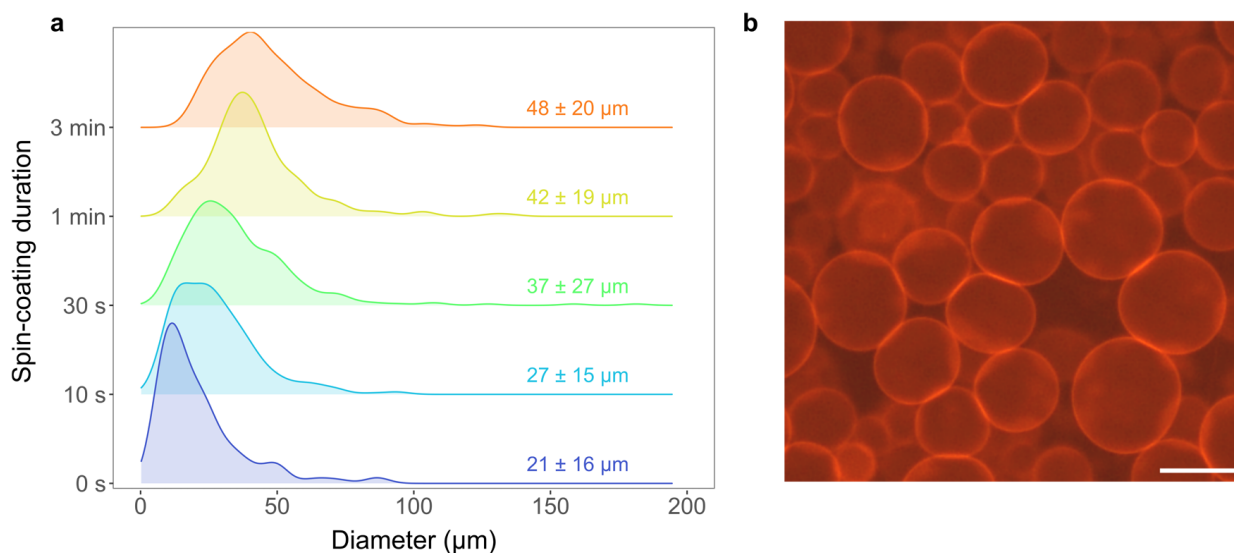 a
b
Spin-coating duration
3 min
48 ± 20 µm
1 min
42 ± 19 µm
30 s
37 ± 27 µm
10 s
27 ± 15 µm
0 s
21 ± 16 µm
0
50
100
150
200
Diameter (µm)